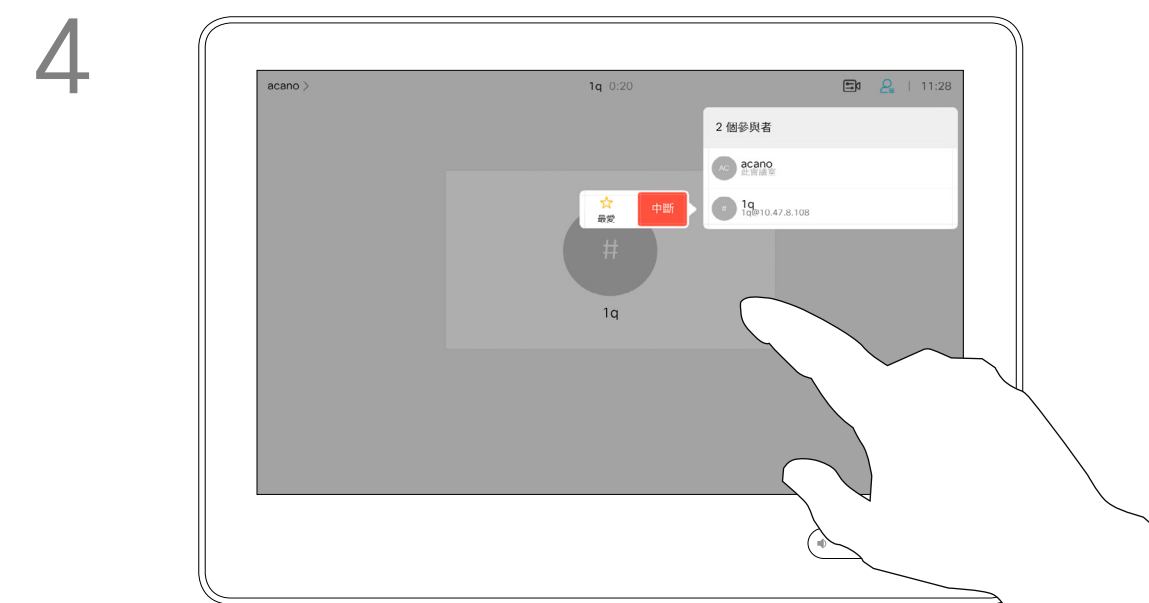 4
acano >
1q 0:20
11:28
2 個參與者
AC
acano
此會議室
最愛
中斷
#
1q
1q@10.47.8.108
#
1q